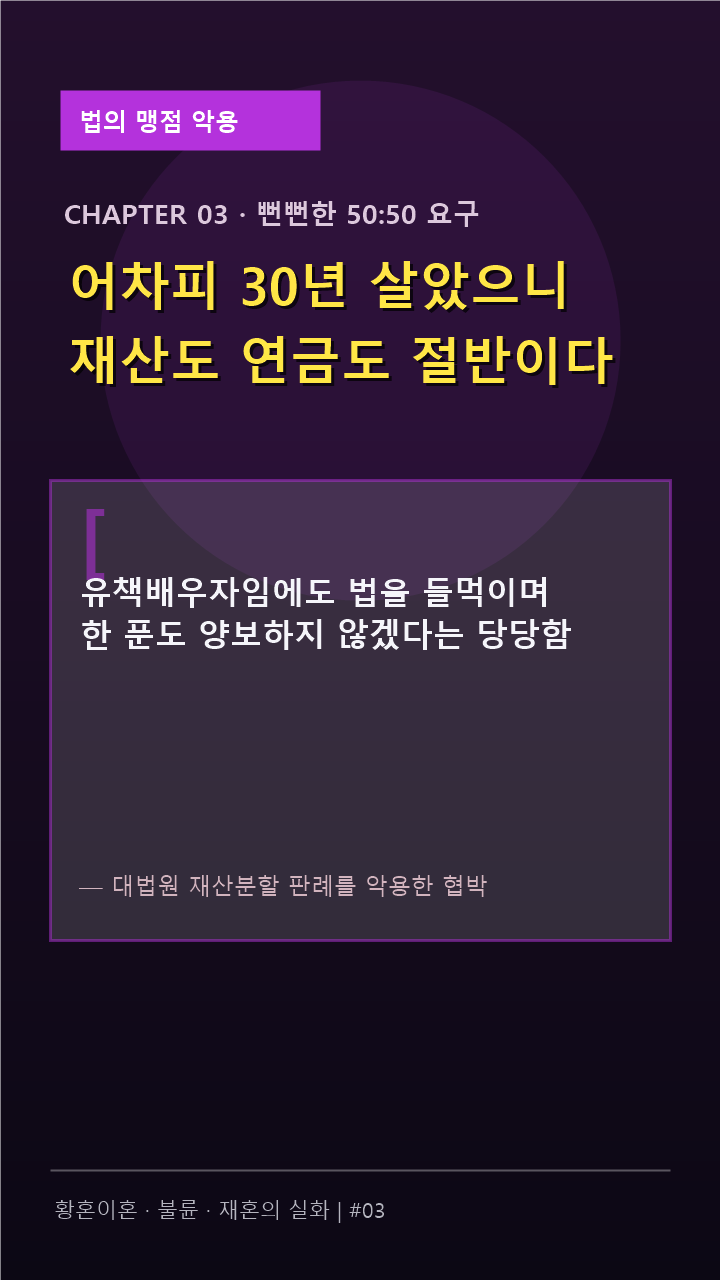 법의 맹점 악용
CHAPTER 03 · 뻔뻔한 50:50 요구
어차피 30년 살았으니
재산도 연금도 절반이다
[
유책배우자임에도 법을 들먹이며
한 푼도 양보하지 않겠다는 당당함
— 대법원 재산분할 판례를 악용한 협박
황혼이혼 · 불륜 · 재혼의 실화 | #03